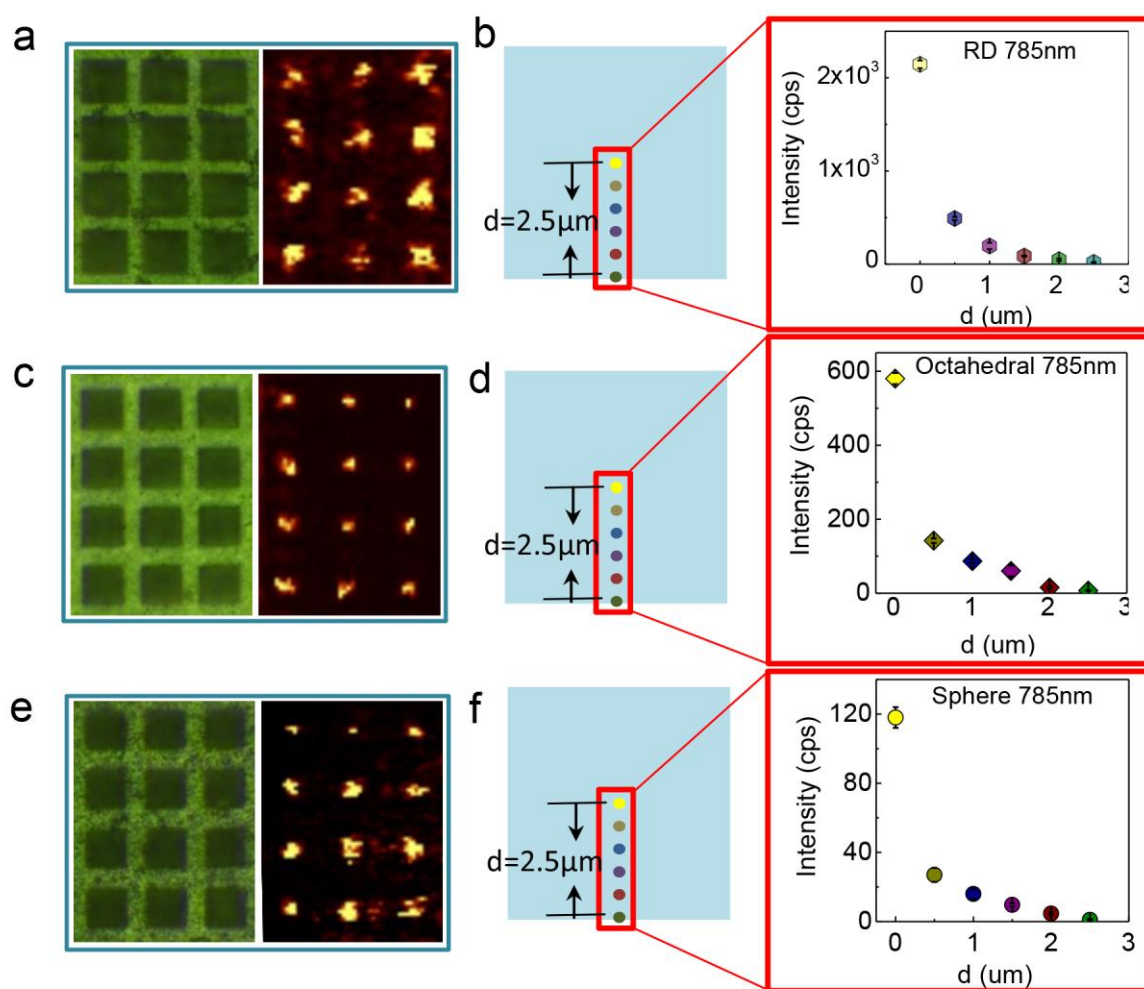 a
b
RD 785nm
Intensity (cps)
2x10³
1x10³
0
0 1 2 3
d (um)
d=2.5μm
c
d
Octahedral 785nm
Intensity (cps)
600
400
200
0
0 1 2 3
d (um)
d=2.5μm
e
f
Sphere 785nm
Intensity (cps)
120
80
40
0
0 1 2 3
d (um)
d=2.5μm